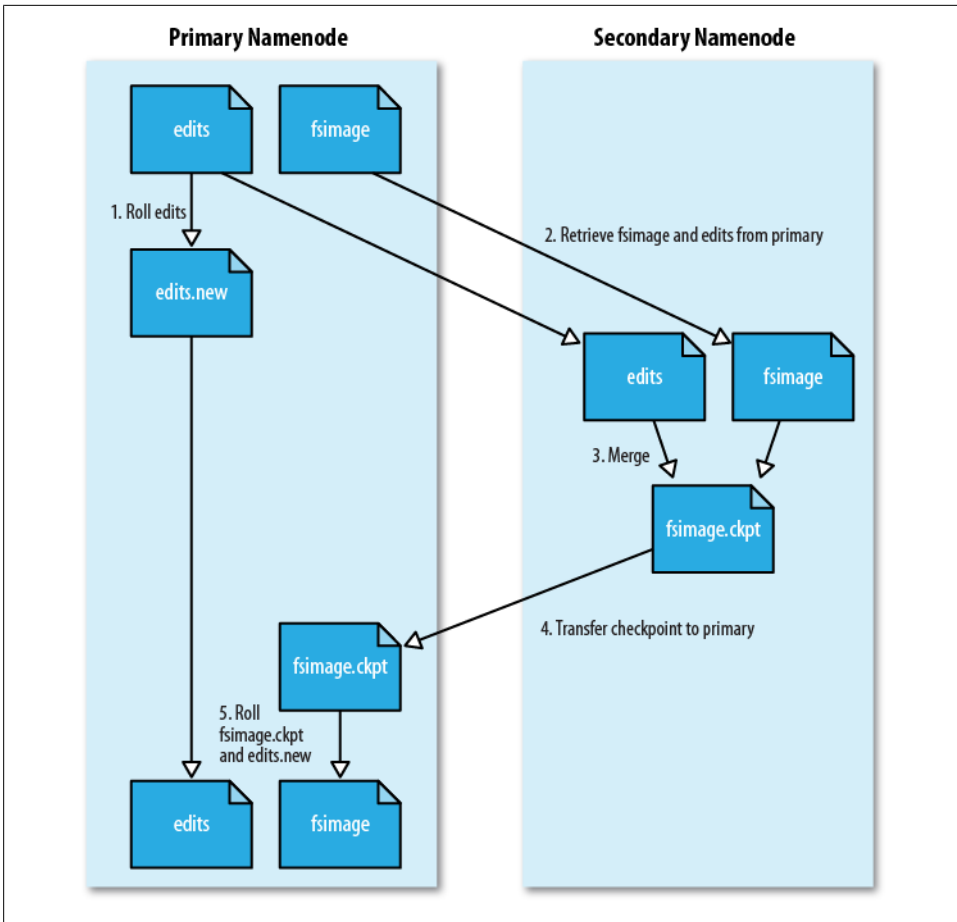 Primary Namenode
Secondary Namenode
edits
fsimage
1. Roll edits
2. Retrieve fsimage and edits from primary
edits.new
edits
fsimage
3. Merge
fsimage.ckpt
4. Transfer checkpoint to primary
fsimage.ckpt
5. Roll
fsimage.ckpt
and edits.new
edits
fsimage